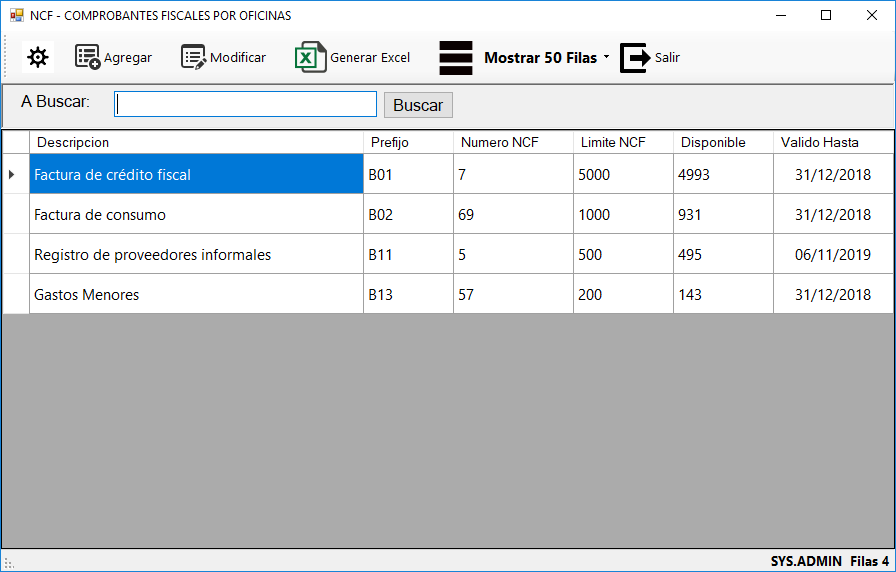 NCF - COMPROBANTES FISCALES POR OFICINAS
Agregar Modificar Generar Excel Mostrar 50 Filas Salir
A Buscar: Buscar
Descripcion Prefijo Numero NCF Limite NCF Disponible Valido Hasta
Factura de crédito fiscal B01 7 5000 4993 31/12/2018
Factura de consumo B02 69 1000 931 31/12/2018
Registro de proveedores informales B11 5 500 495 06/11/2019
Gastos Menores B13 57 200 143 31/12/2018
SYS.ADMIN Filas 4